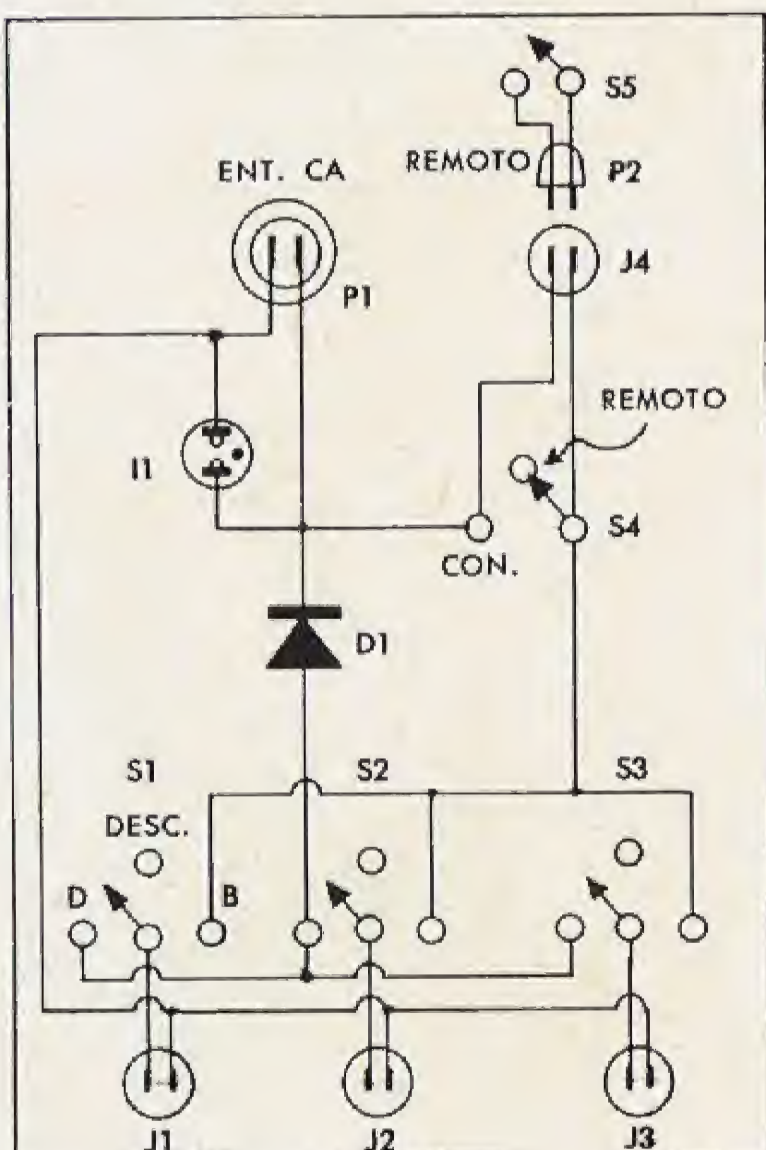 S5
REMOTO
P2
ENT. CA
J4
P1
REMOTO
I1
S4
CON.
D1
S1
S2
S3
DESC.
D
B
J1
J2
J3